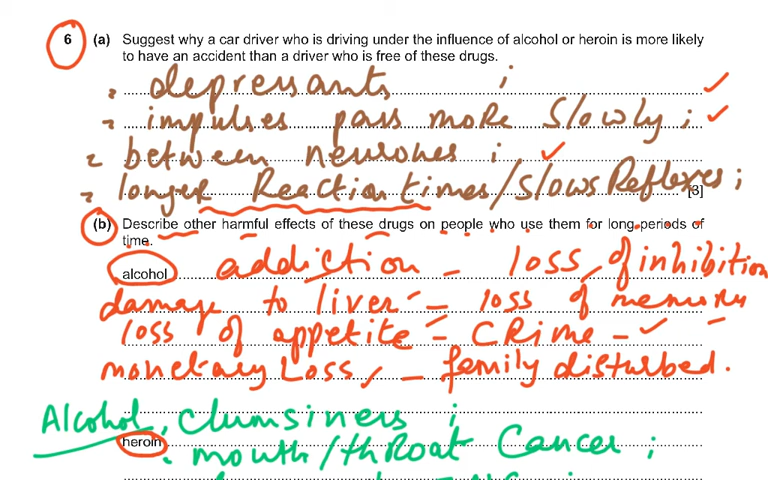 6 (a) Suggest why a car driver who is driving under the influence of alcohol or heroin is more likely
to have an accident than a driver who is free of these drugs.
depressants ;
impulses pass more slowly ;
between neurones ;
longer Reaction times/slows Reflexes ;
[3]
(b) Describe other harmful effects of these drugs on people who use them for long periods of
time.
alcohol addiction – loss of inhibition
damage to liver – loss of memory
loss of appetite – CRime –
monetary Loss, – family disturbed.
Alcohol, clumsiners ;
heroin mouth/throat Cancer ;